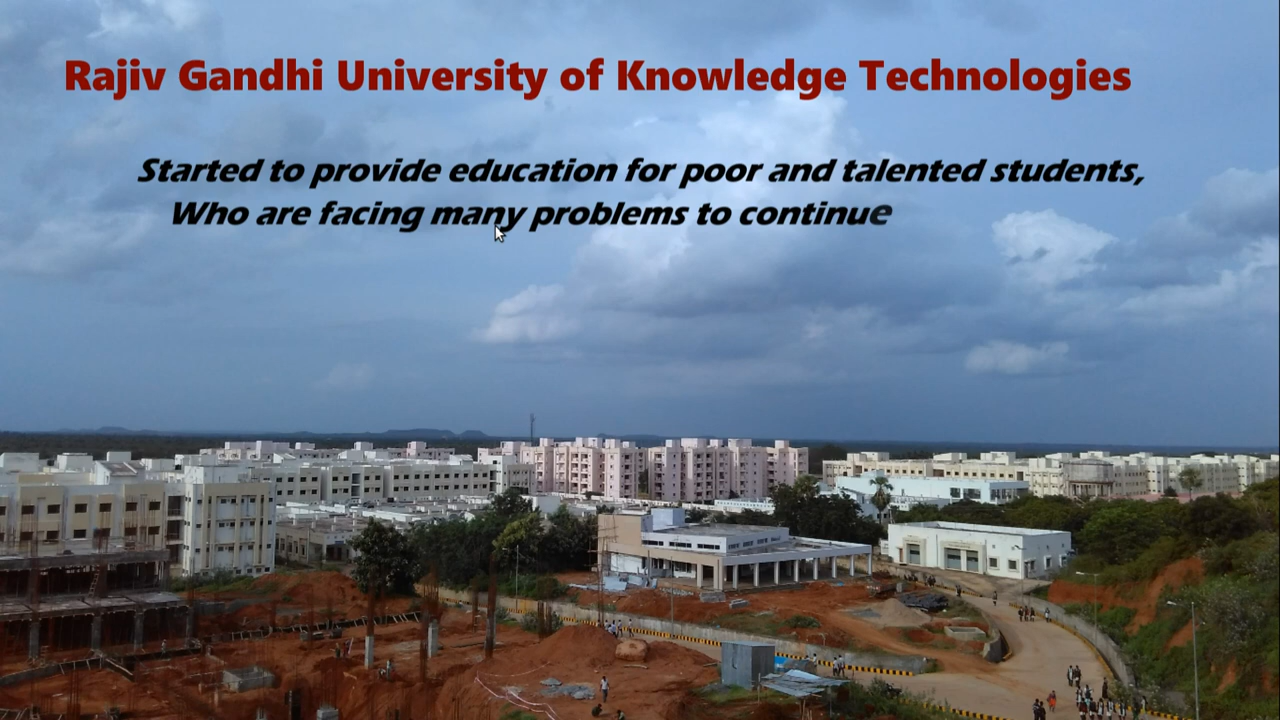 Rajiv Gandhi University of Knowledge Technologies
Started to provide education for poor and talented students,
Who are facing many problems to continue